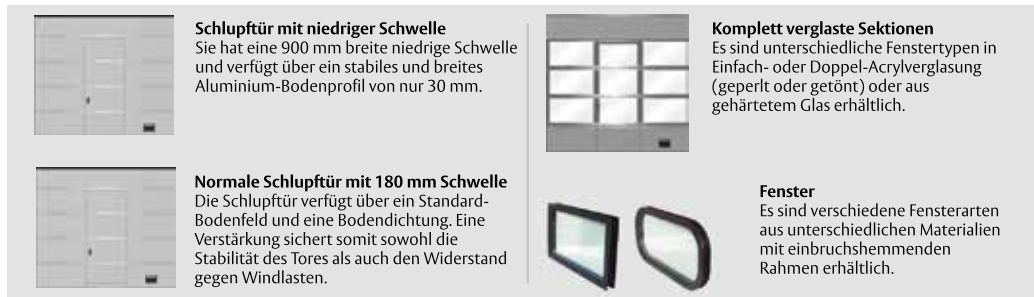 Schlupftür mit niedriger Schwelle
Sie hat eine 900 mm breite niedrige Schwelle
und verfügt über ein stabiles und breites
Aluminium-Bodenprofil von nur 30 mm.
Normale Schlupftür mit 180 mm Schwelle
Die Schlupftür verfügt über ein Standard-
Bodenfeld und eine Bodendichtung. Eine
Verstärkung sichert somit sowohl die
Stabilität des Tores als auch den Widerstand
gegen Windlasten.
Komplett verglaste Sektionen
Es sind unterschiedliche Fenstertypen in
Einfach- oder Doppel-Acrylverglasung
(geperlt oder getönt) oder aus
gehärtetem Glas erhältlich.
Fenster
Es sind verschiedene Fensterarten
aus unterschiedlichen Materialien
mit einbruchshemmenden
Rahmen erhältlich.